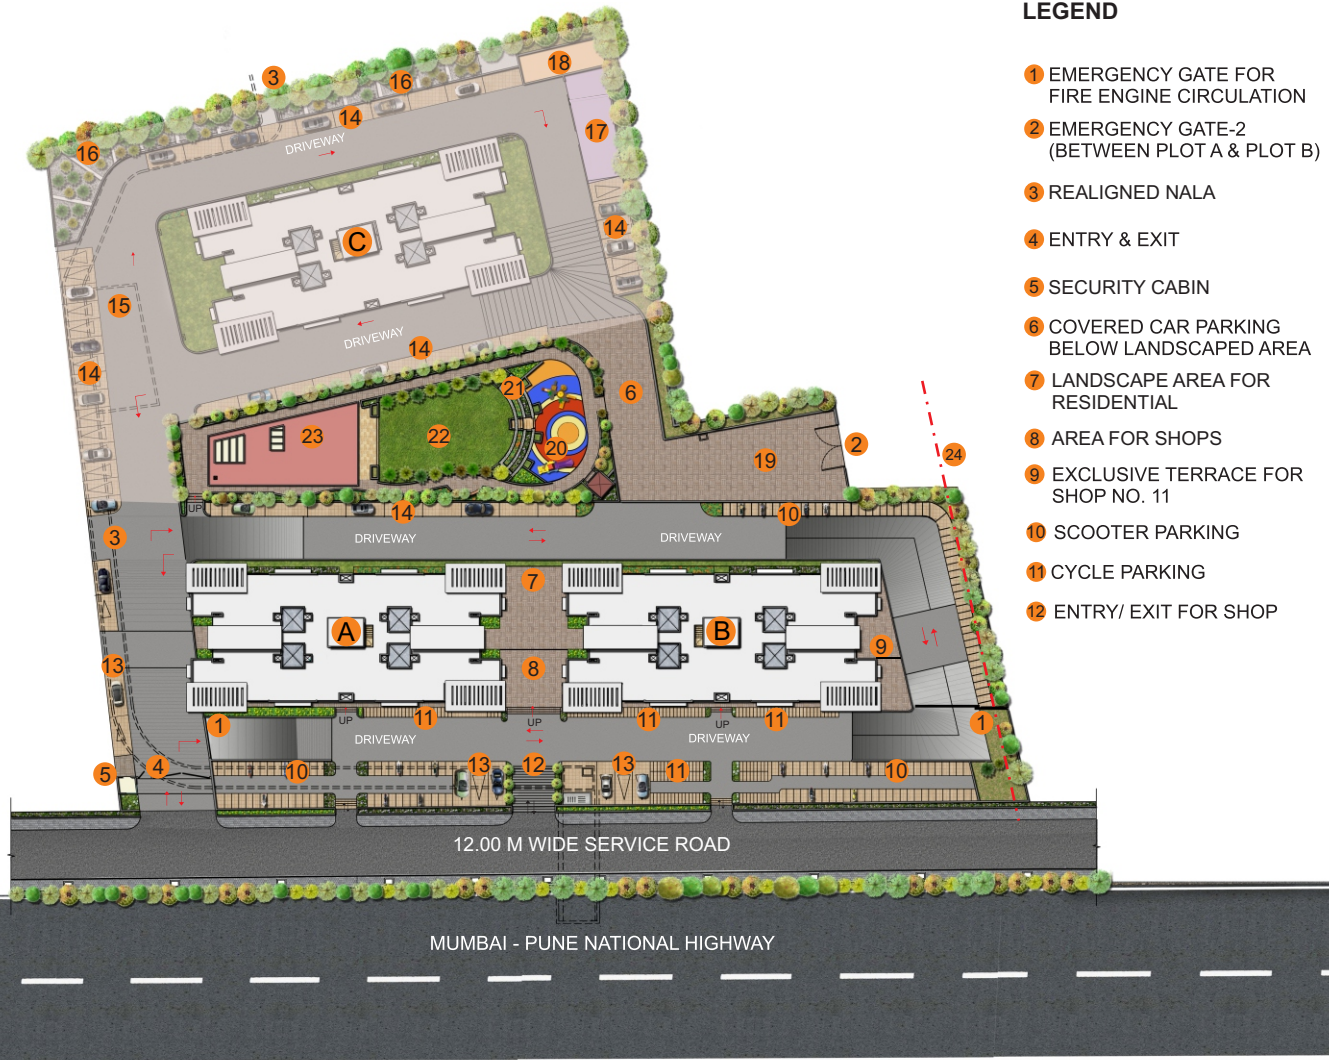 LEGEND
1 EMERGENCY GATE FOR
FIRE ENGINE CIRCULATION
2 EMERGENCY GATE-2
(BETWEEN PLOT A & PLOT B)
3 REALIGNED NALA
4 ENTRY & EXIT
5 SECURITY CABIN
6 COVERED CAR PARKING
BELOW LANDSCAPED AREA
7 LANDSCAPE AREA FOR
RESIDENTIAL
8 AREA FOR SHOPS
9 EXCLUSIVE TERRACE FOR
SHOP NO. 11
10 SCOOTER PARKING
11 CYCLE PARKING
12 ENTRY/ EXIT FOR SHOP
18
3
16
14
17
DRIVEWAY
16
14
C
15
DRIVEWAY
14
14
21
6
23
22
20
2
19
24
UP
14
10
3
DRIVEWAY
DRIVEWAY
7
A
B
9
13
8
1
UP
11
UP
11
UP
11
1
DRIVEWAY
DRIVEWAY
5
4
10
13
12
13
11
10
12.00 M WIDE SERVICE ROAD
MUMBAI - PUNE NATIONAL HIGHWAY